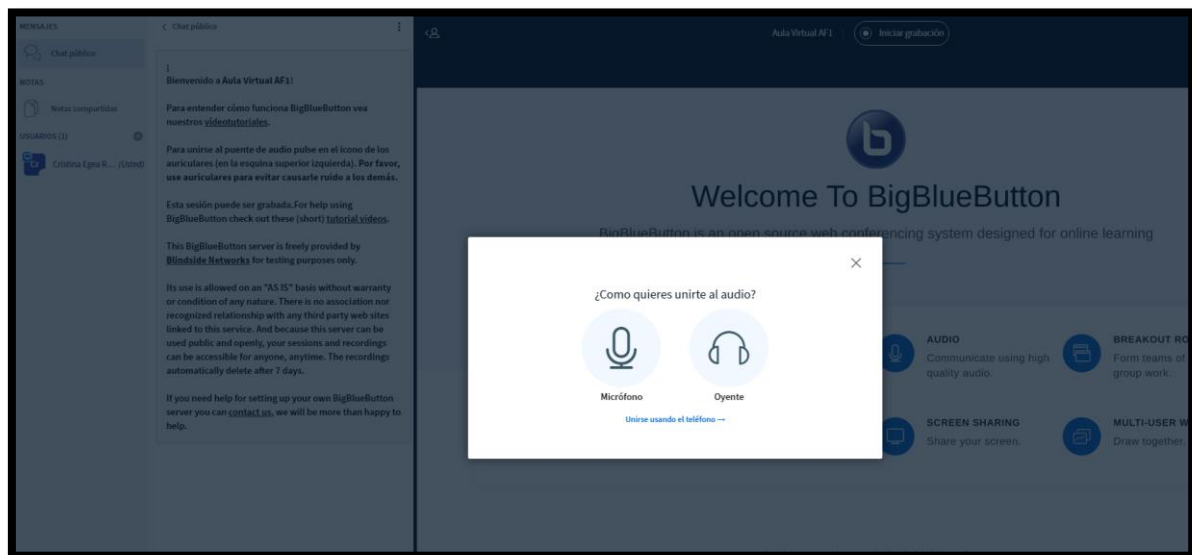 MENSAJES
Chat público
NOTAS
Notas compartidas
USUARIOS (1)
Cr
Cristina Egea R... (Usted)
Chat público
Bienvenido a Aula Virtual AF1!
Para entender cómo funciona BigBlueButton vea
nuestros videotutoriales.
Para unirse al puente de audio pulse en el icono de los
auriculares (en la esquina superior izquierda). Por favor,
use auriculares para evitar causarle ruido a los demás.
Esta sesión puede ser grabada.For help using
BigBlueButton check out these (short) tutorial videos.
This BigBlueButton server is freely provided by
Blindside Networks for testing purposes only.
Its use is allowed on an "AS IS" basis without warranty
or condition of any nature. There is no association nor
recognized relationship with any third party web sites
linked to this service. And because this server can be
used public and openly, your sessions and recordings
can be accessible for anyone, anytime. The recordings
automatically delete after 7 days.
If you need help for setting up your own BigBlueButton
server you can contact us, we will be more than happy to
help.
Aula Virtual AF1
Iniciar grabación
b
Welcome To BigBlueButton
BigBlueButton is an open source web conferencing system designed for online learning
¿Como quieres unirte al audio?
Micrófono
Oyente
Unirse usando el teléfono →
AUDIO
Communicate using high
quality audio.
BREAKOUT RO
Form teams of
group work.
SCREEN SHARING
Share your screen.
MULTI-USER W
Draw together.